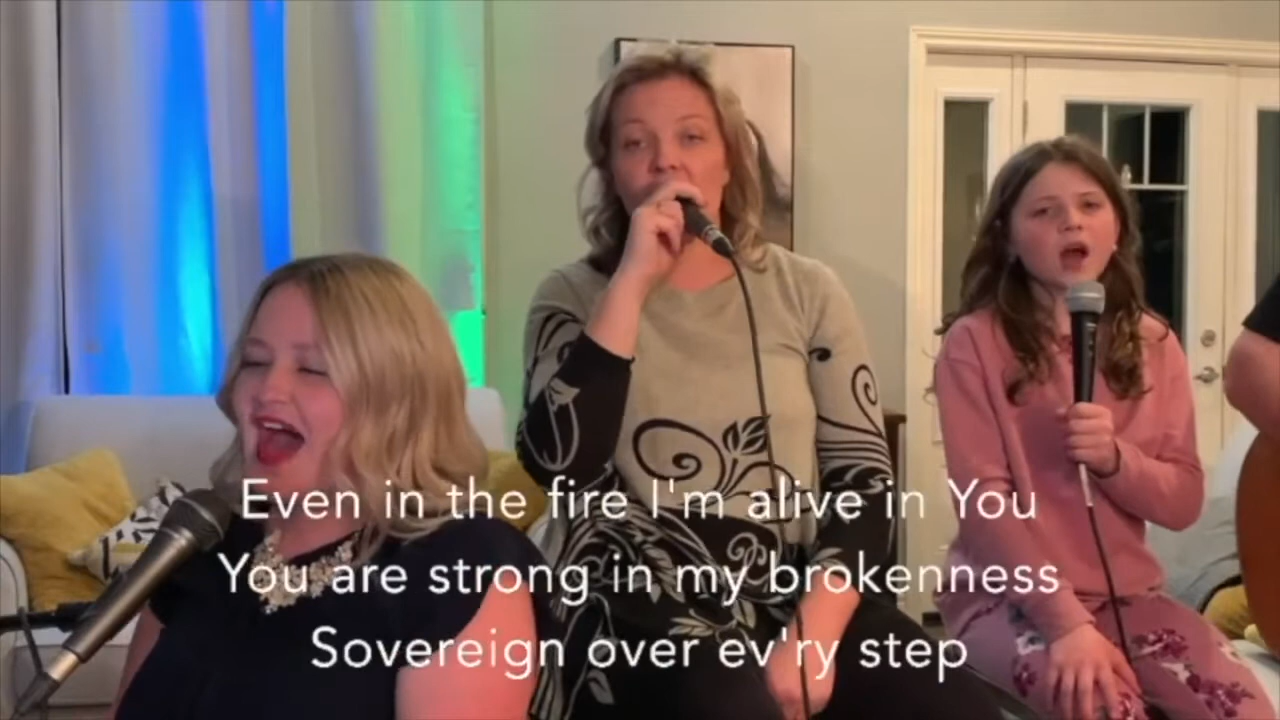 Even in the fire I'm alive in You
You are strong in my brokenness
Sovereign over ev'ry step